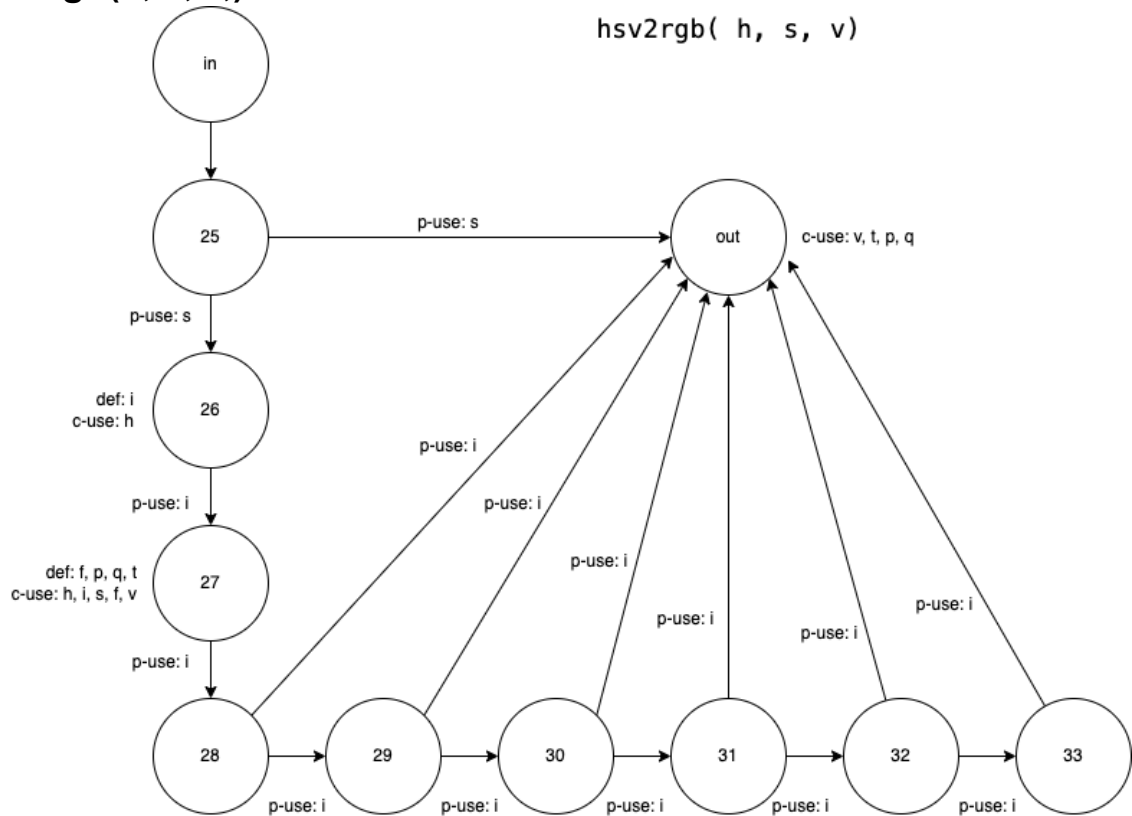 hsv2rgb( h, s, v)
in
25
p-use: s
out
c-use: v, t, p, q
p-use: s
def: i
c-use: h
26
p-use: i
p-use: i
p-use: i
def: f, p, q, t
c-use: h, i, s, f, v
27
p-use: i
p-use: i
p-use: i
p-use: i
p-use: i
28
29
30
31
32
33
p-use: i
p-use: i
p-use: i
p-use: i
p-use: i